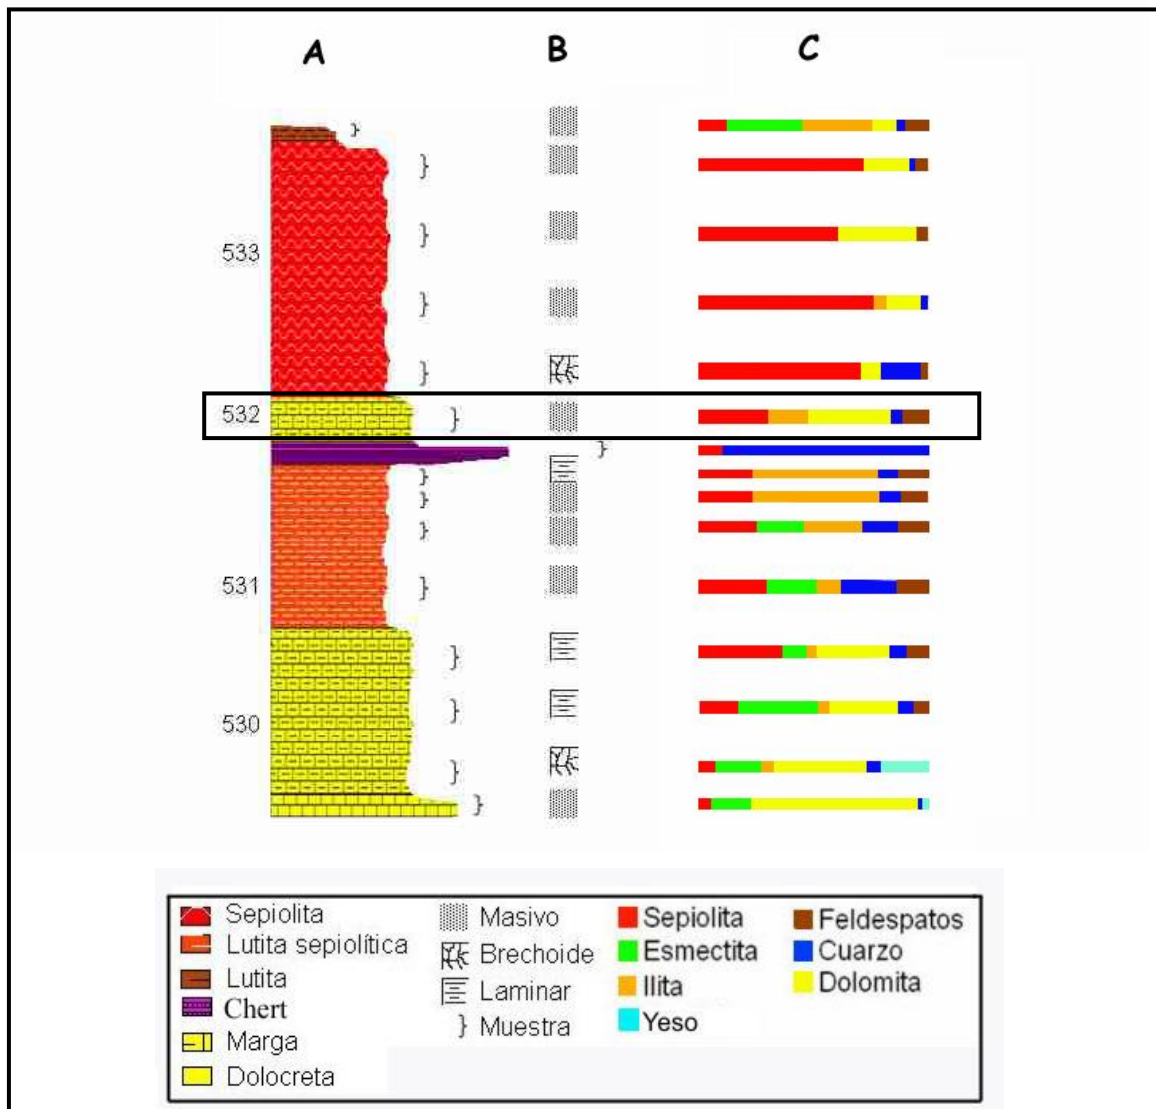 A B C
533
532
531
530
Sepiolita
Lutita sepiolítica
Lutita
Chert
Marga
Dolocreta
Masivo
Brechoide
Laminar
Muestra
Sepiolita
Esmectita
Ilita
Yeso
Feldespatos
Cuarzo
Dolomita